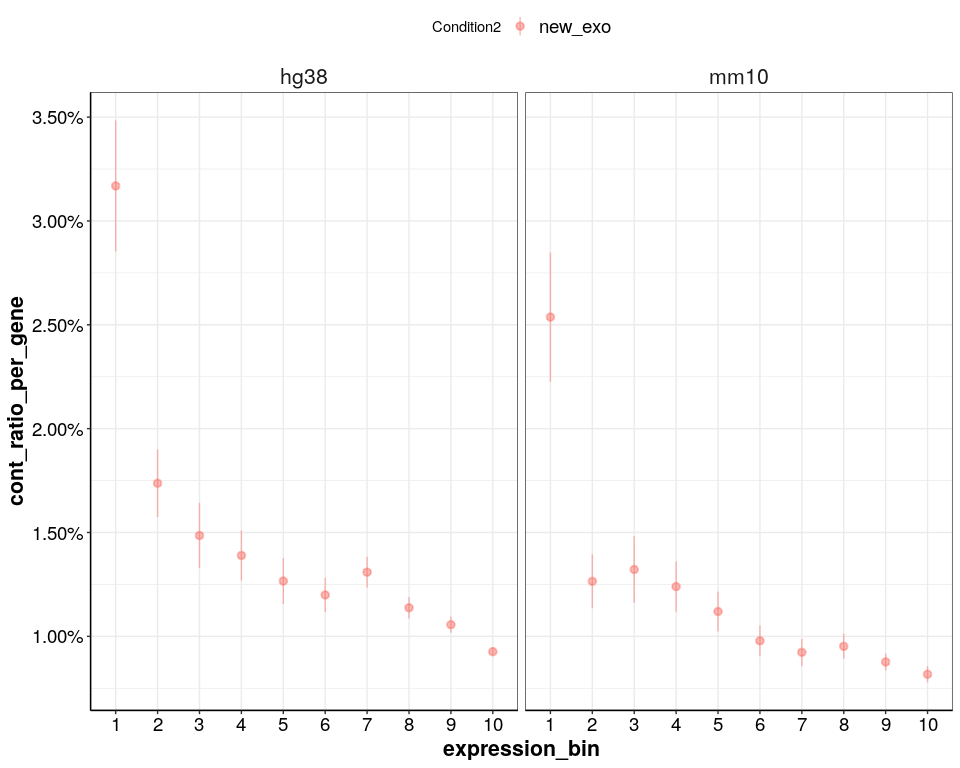 Condition2 new_exo
hg38 mm10
3.50%
3.00%
2.50%
2.00%
1.50%
1.00%
cont_ratio_per_gene
1 2 3 4 5 6 7 8 9 10 1 2 3 4 5 6 7 8 9 10
expression_bin